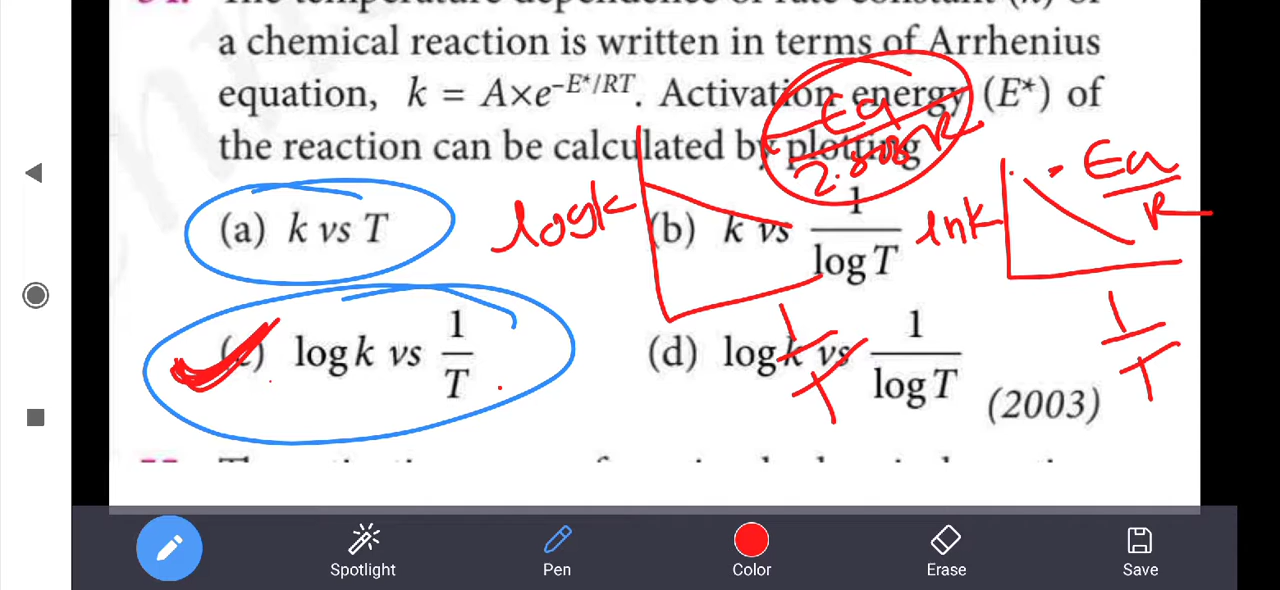 a chemical reaction is written in terms of Arrhenius
equation, k = A×e^{–E*/RT}. Activation energy (E*) of
the reaction can be calculated by plotting
Ea
2.303R
(a) k vs T
(b) k vs 1/log T
(c) log k vs 1/T
(d) log k vs 1/log T
(2003)
log k
1/T
ln k
Ea/R
1/T
Spotlight
Pen
Color
Erase
Save